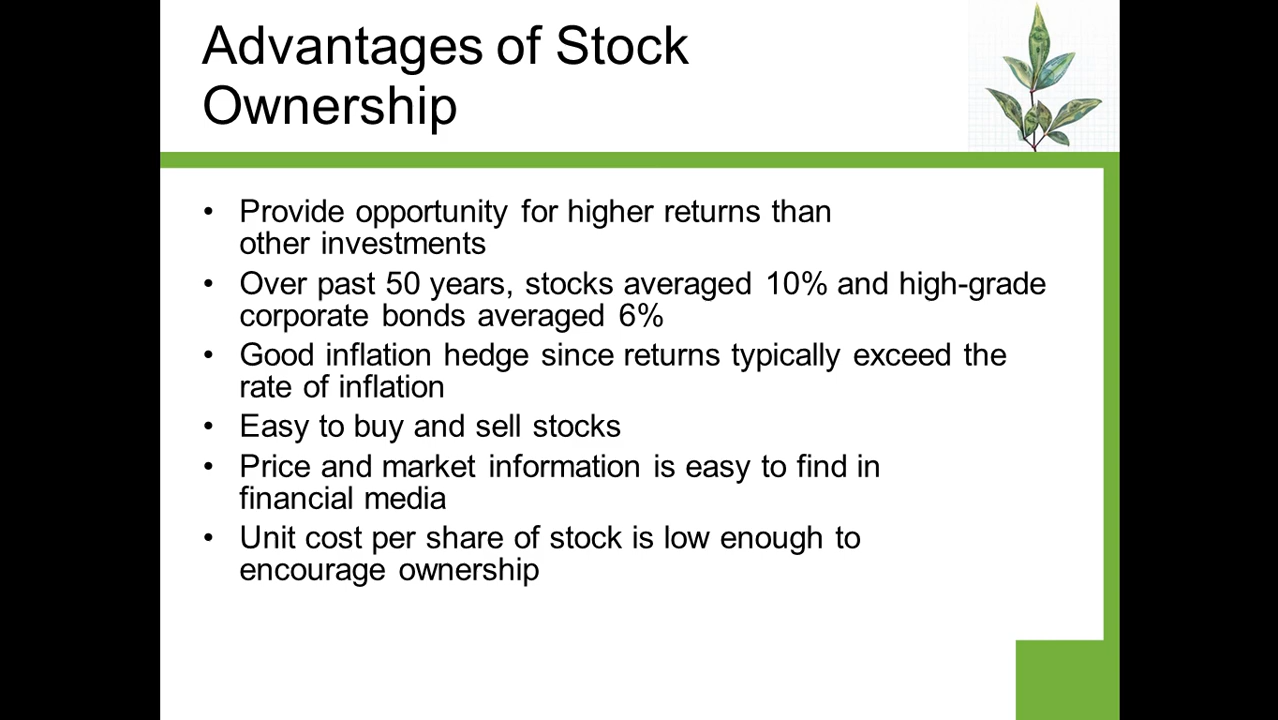 Advantages of Stock
Ownership
• Provide opportunity for higher returns than
other investments
• Over past 50 years, stocks averaged 10% and high-grade
corporate bonds averaged 6%
• Good inflation hedge since returns typically exceed the
rate of inflation
• Easy to buy and sell stocks
• Price and market information is easy to find in
financial media
• Unit cost per share of stock is low enough to
encourage ownership